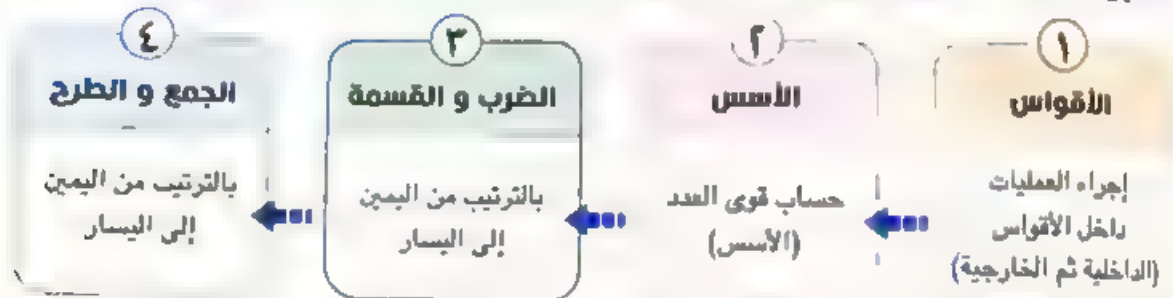 ١
الأقواس
إجراء العمليات
داخل الأقواس
(الداخلية ثم الخارجية)
٢
الأسس
حساب قوى العدد
(الأسس)
٣
الضرب و القسمة
بالترتيب من اليمين
إلى اليسار
٤
الجمع و الطرح
بالترتيب من اليمين
إلى اليسار